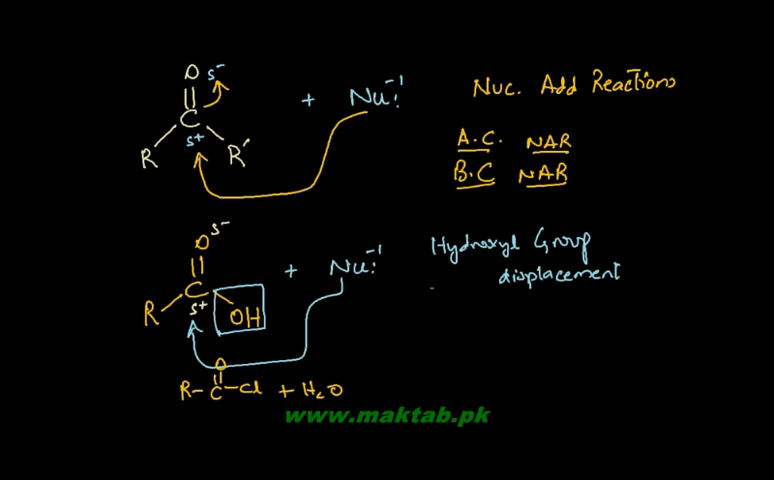 O s-
C + Nu:-1 Nuc. Add Reactions
s+
R R' A.C. NAR
B.C NAR
O s-
C + Nu:-1 Hydroxyl Group
displacement
R s+ OH
O
R-C-Cl + H2O
www.maktab.pk